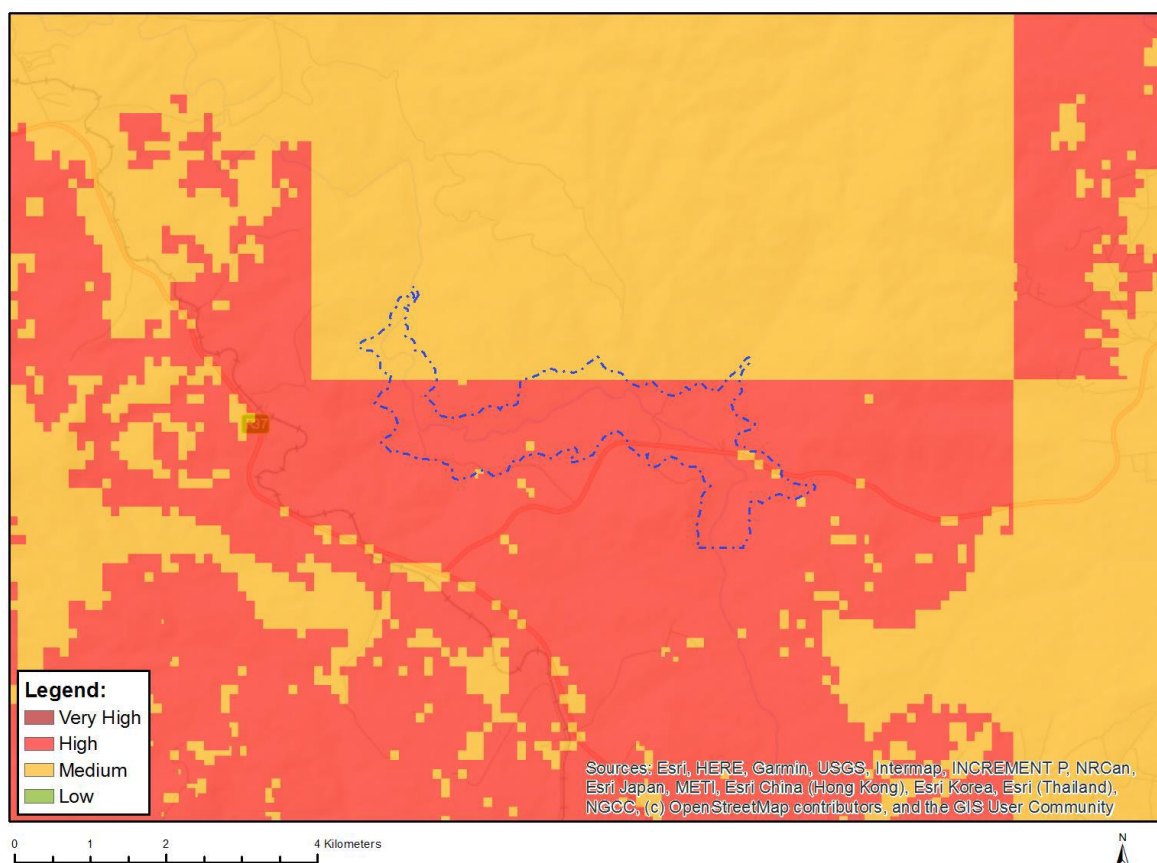 Legend:
Very High
High
Medium
Low
Sources: Esri, HERE, Garmin, USGS, Intermap, INCREMENT P, NRCan,
Esri Japan, METI, Esri China (Hong Kong), Esri Korea, Esri (Thailand),
NGCC, (c) OpenStreetMap contributors, and the GIS User Community
0 1 2 4 Kilometers
N